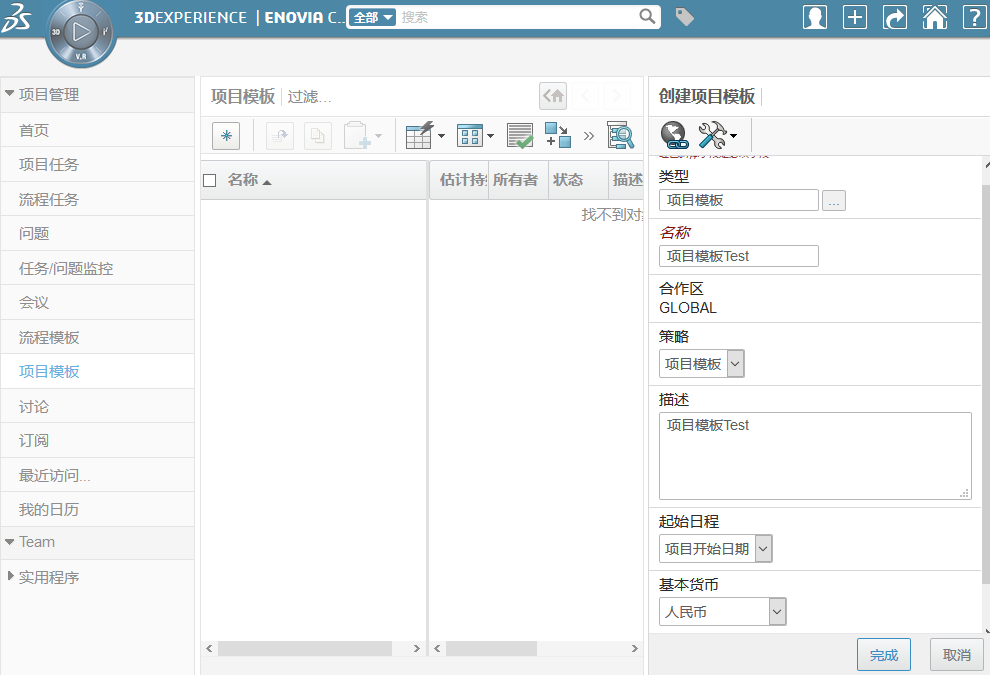 3DEXPERIENCE | ENOVIA C...
全部
搜索
3D
V.R
项目管理
首页
项目任务
流程任务
问题
任务/问题监控
会议
流程模板
项目模板
讨论
订阅
最近访问...
我的日历
Team
实用程序
项目模板 过滤...
名称
估计持
所有者
状态
描述
找不到对
创建项目模板
类型
项目模板
...
名称
项目模板Test
合作区
GLOBAL
策略
项目模板
描述
项目模板Test
起始日程
项目开始日期
基本货币
人民币
完成
取消